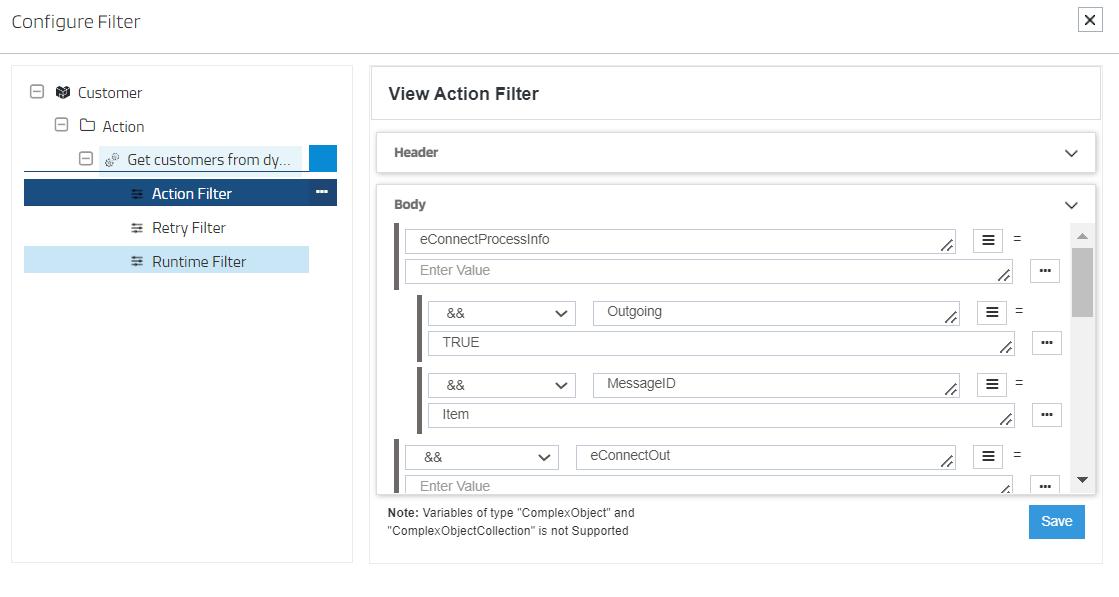 Configure Filter
Customer
Action
Get customers from dy...
Action Filter
Retry Filter
Runtime Filter
View Action Filter
Header
Body
eConnectProcessInfo =
Enter Value
&& Outgoing =
TRUE
&& MessageID =
Item
&& eConnectOut =
Enter Value
Note: Variables of type "ComplexObject" and
"ComplexObjectCollection" is not Supported
Save